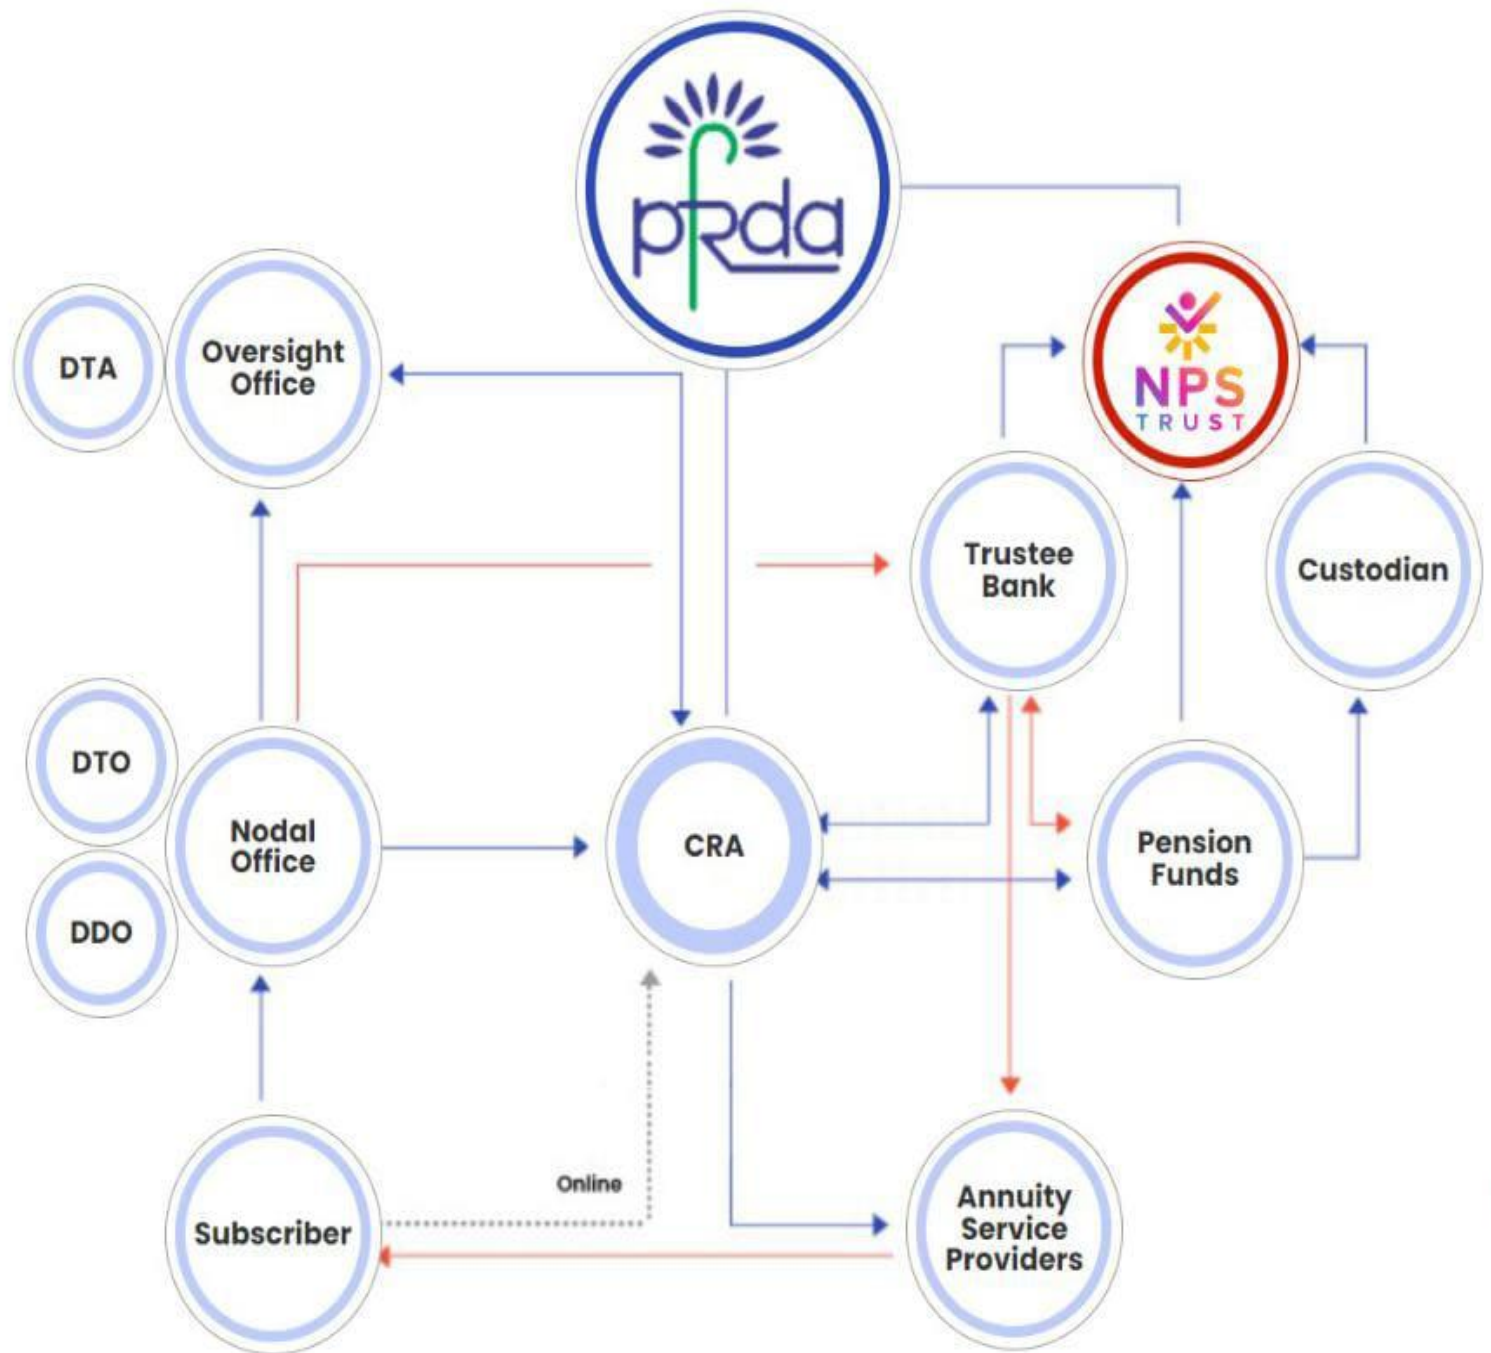 pfrda
DTA
Oversight
Office
NPS
TRUST
Trustee
Bank
Custodian
DTO
Nodal
Office
DDO
CRA
Pension
Funds
Online
Subscriber
Annuity
Service
Providers